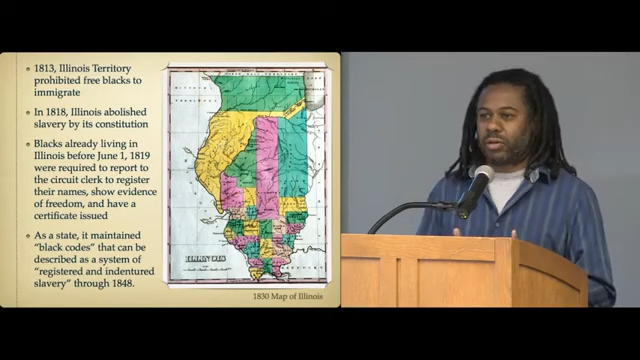 1813, Illinois Territory
prohibited free blacks to
immigrate
In 1818, Illinois abolished
slavery by its constitution
Blacks already living in
Illinois before June 1, 1819
were required to report to
the circuit clerk to register
their names, show evidence
of freedom, and have a
certificate issued
As a state, it maintained
“black codes” that can be
described as a system of
“registered and indentured
slavery” through 1848.
ILLINOIS
1830 Map of Illinois